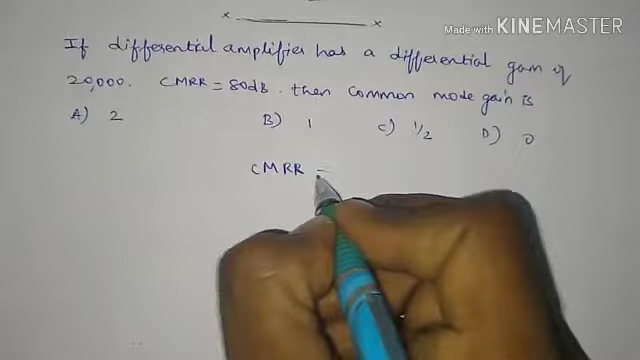 Made with KINEMASTER
x x
If differential amplifier has a differential gain of
20,000. CMRR = 80dB. then common mode gain is
A) 2 B) 1 C) 1/2 D) 0
CMRR =